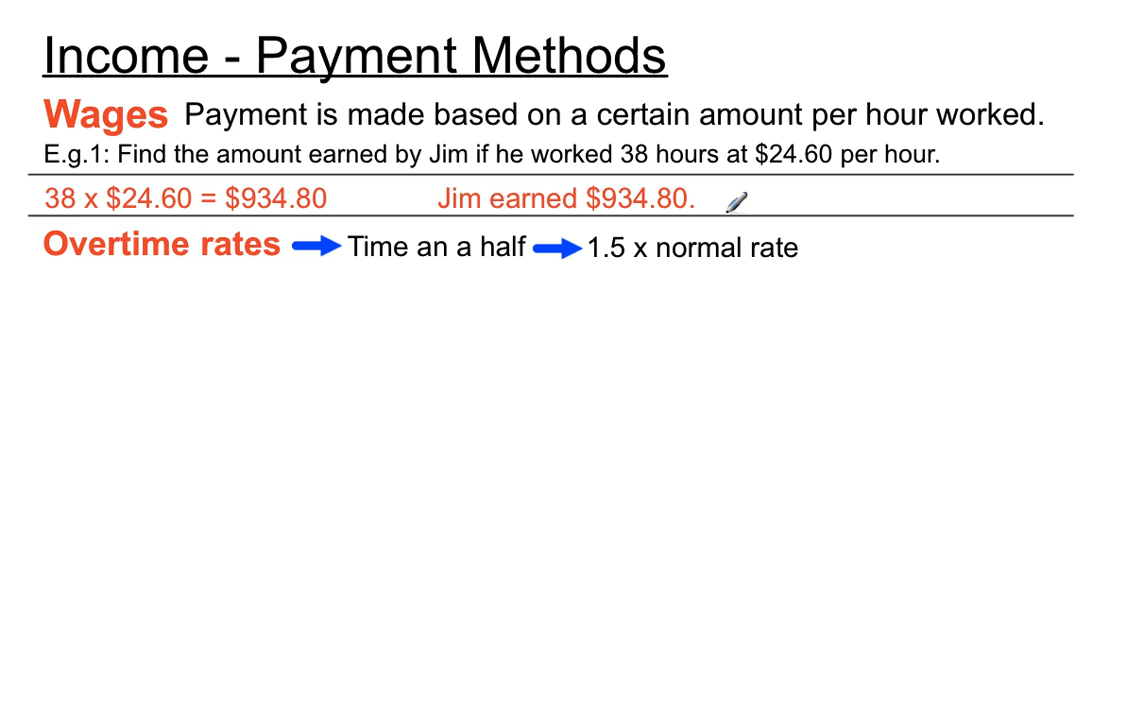 Income - Payment Methods
Wages Payment is made based on a certain amount per hour worked.
E.g.1: Find the amount earned by Jim if he worked 38 hours at $24.60 per hour.
38 x $24.60 = $934.80 Jim earned $934.80.
Overtime rates Time an a half 1.5 x normal rate